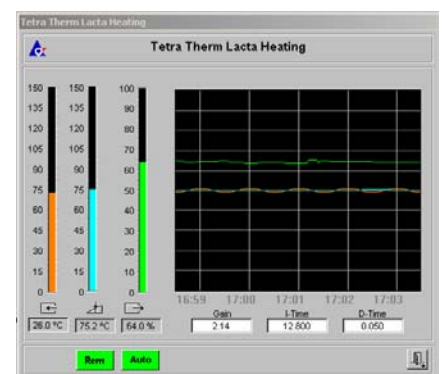 Tetra Therm Lacta Heating
Tetra Therm Lacta Heating
150 150 100
135 135 90
120 120 80
105 105 70
90 90 60
75 75 50
60 60 40
45 45 30
30 30 20
15 15 10
0 0 0
16:59 17:00 17:01 17:02 17:03
Gain I-Time D-Time
26.0 °C 75.2 °C 64.0 % 2.14 12.800 0.050
Rem Auto